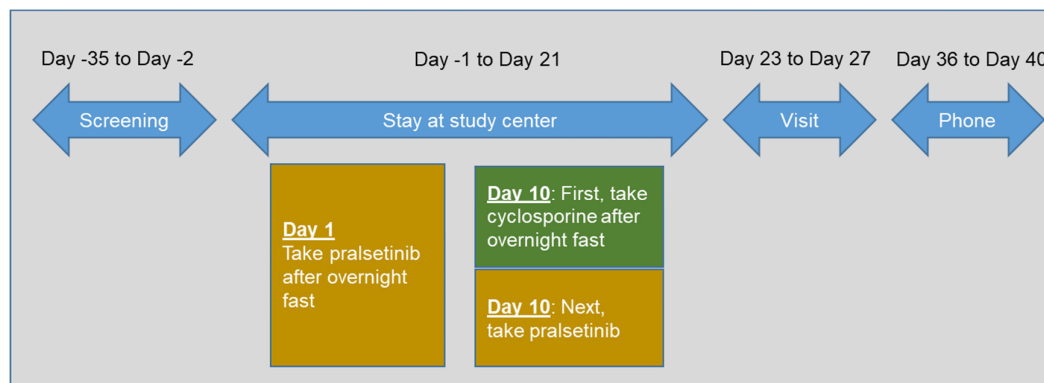 Day -35 to Day -2
Day -1 to Day 21
Day 23 to Day 27
Day 36 to Day 40
Screening
Stay at study center
Visit
Phone
Day 1
Take pralsetinib
after overnight
fast
Day 10: First, take
cyclosporine after
overnight fast
Day 10: Next,
take pralsetinib